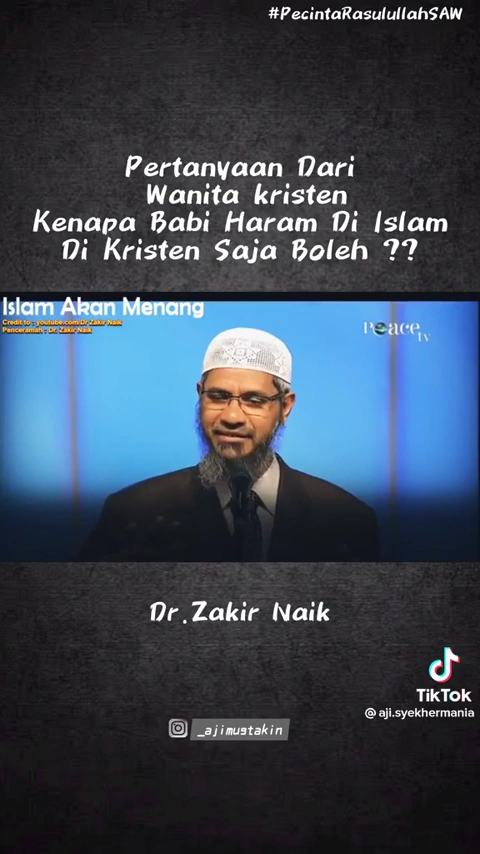 #PecintaRasulullahSAW
Pertanyaan Dari
Wanita kristen
Kenapa Babi Haram Di Islam
Di Kristen Saja Boleh ??
Islam Akan Menang
Credit to : youtube.com/Dr Zakir Naik
Penceramah : Dr. Zakir Naik
Peace TV
Dr.Zakir Naik
TikTok
@aji.syekhermania
_ajimustakin